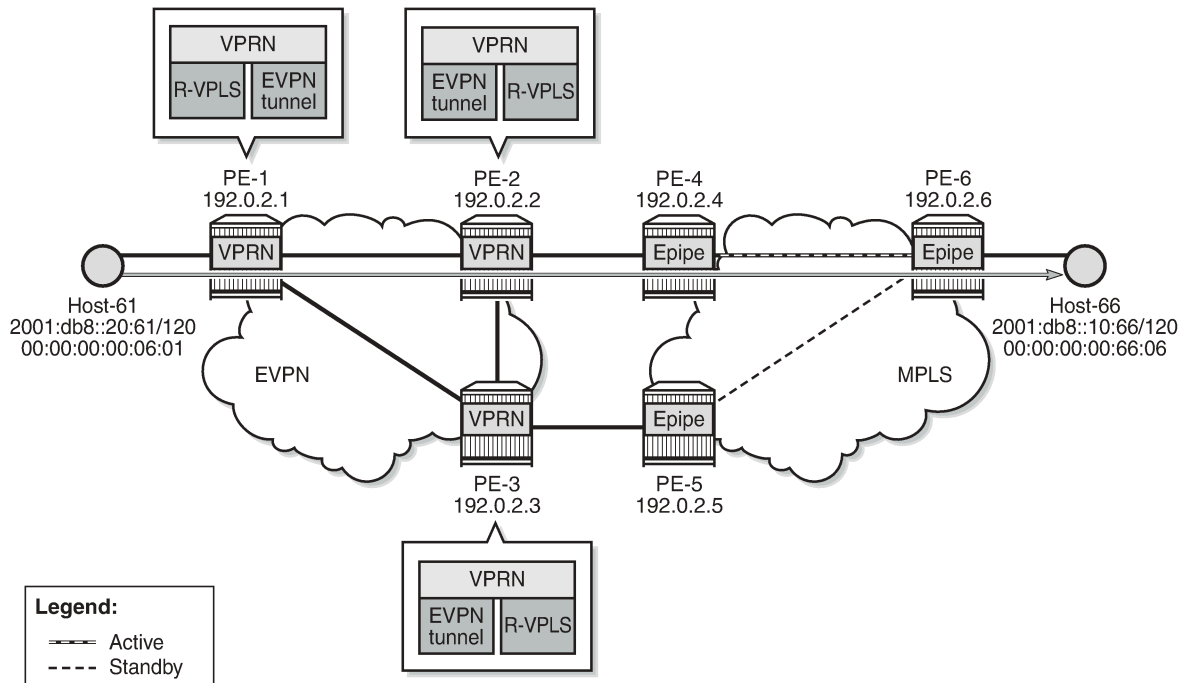 VPRN
R-VPLS
EVPN
tunnel
VPRN
EVPN
tunnel
R-VPLS
PE-1
192.0.2.1
PE-2
192.0.2.2
PE-4
192.0.2.4
PE-6
192.0.2.6
VPRN
VPRN
Epipe
Epipe
Host-61
2001:db8::20:61/120
00:00:00:00:06:01
Host-66
2001:db8::10:66/120
00:00:00:00:66:06
EVPN
MPLS
VPRN
Epipe
PE-3
192.0.2.3
PE-5
192.0.2.5
VPRN
EVPN
tunnel
R-VPLS
Legend:
Active
Standby